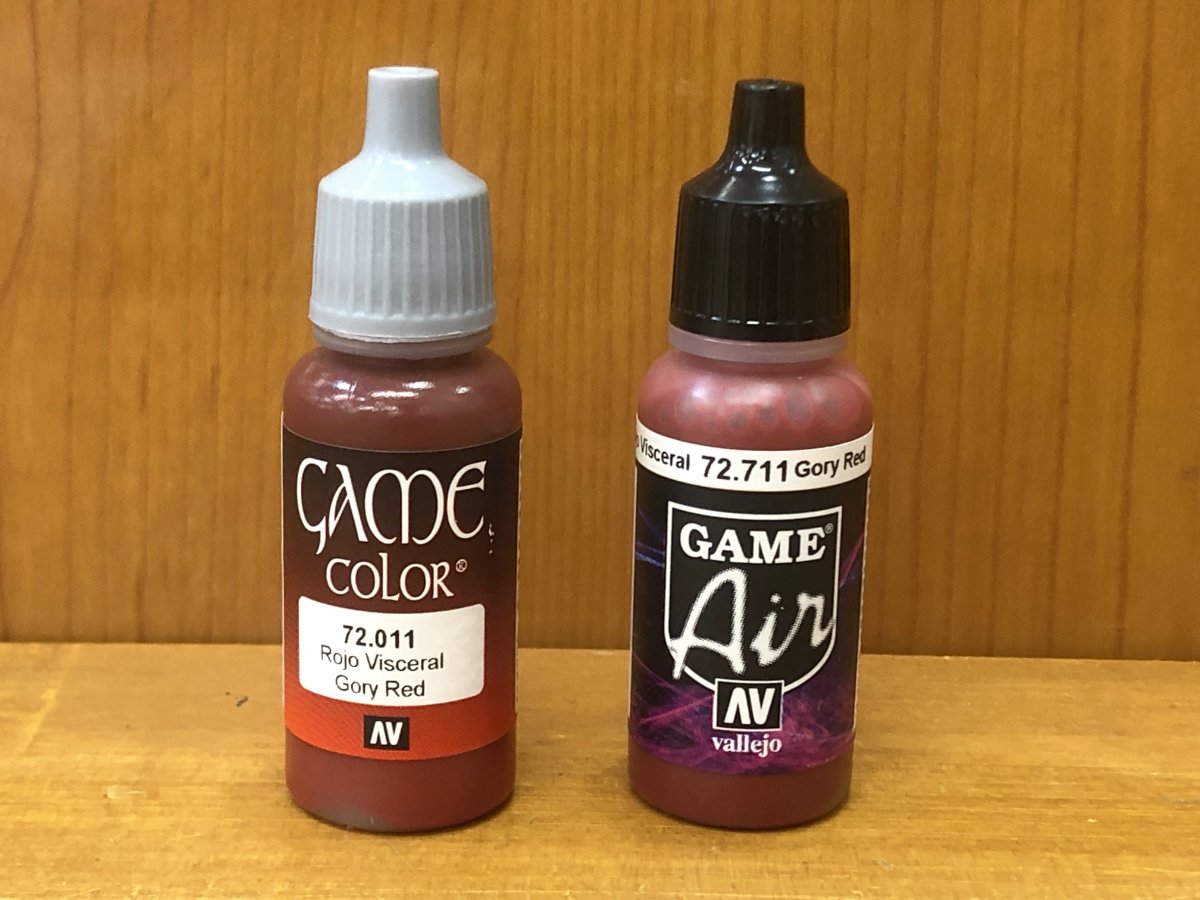 GAME
COLOR®
72.011
Rojo Visceral
Gory Red
AV
Visceral 72.711 Gory Red
GAME®
Air
AV
vallejo